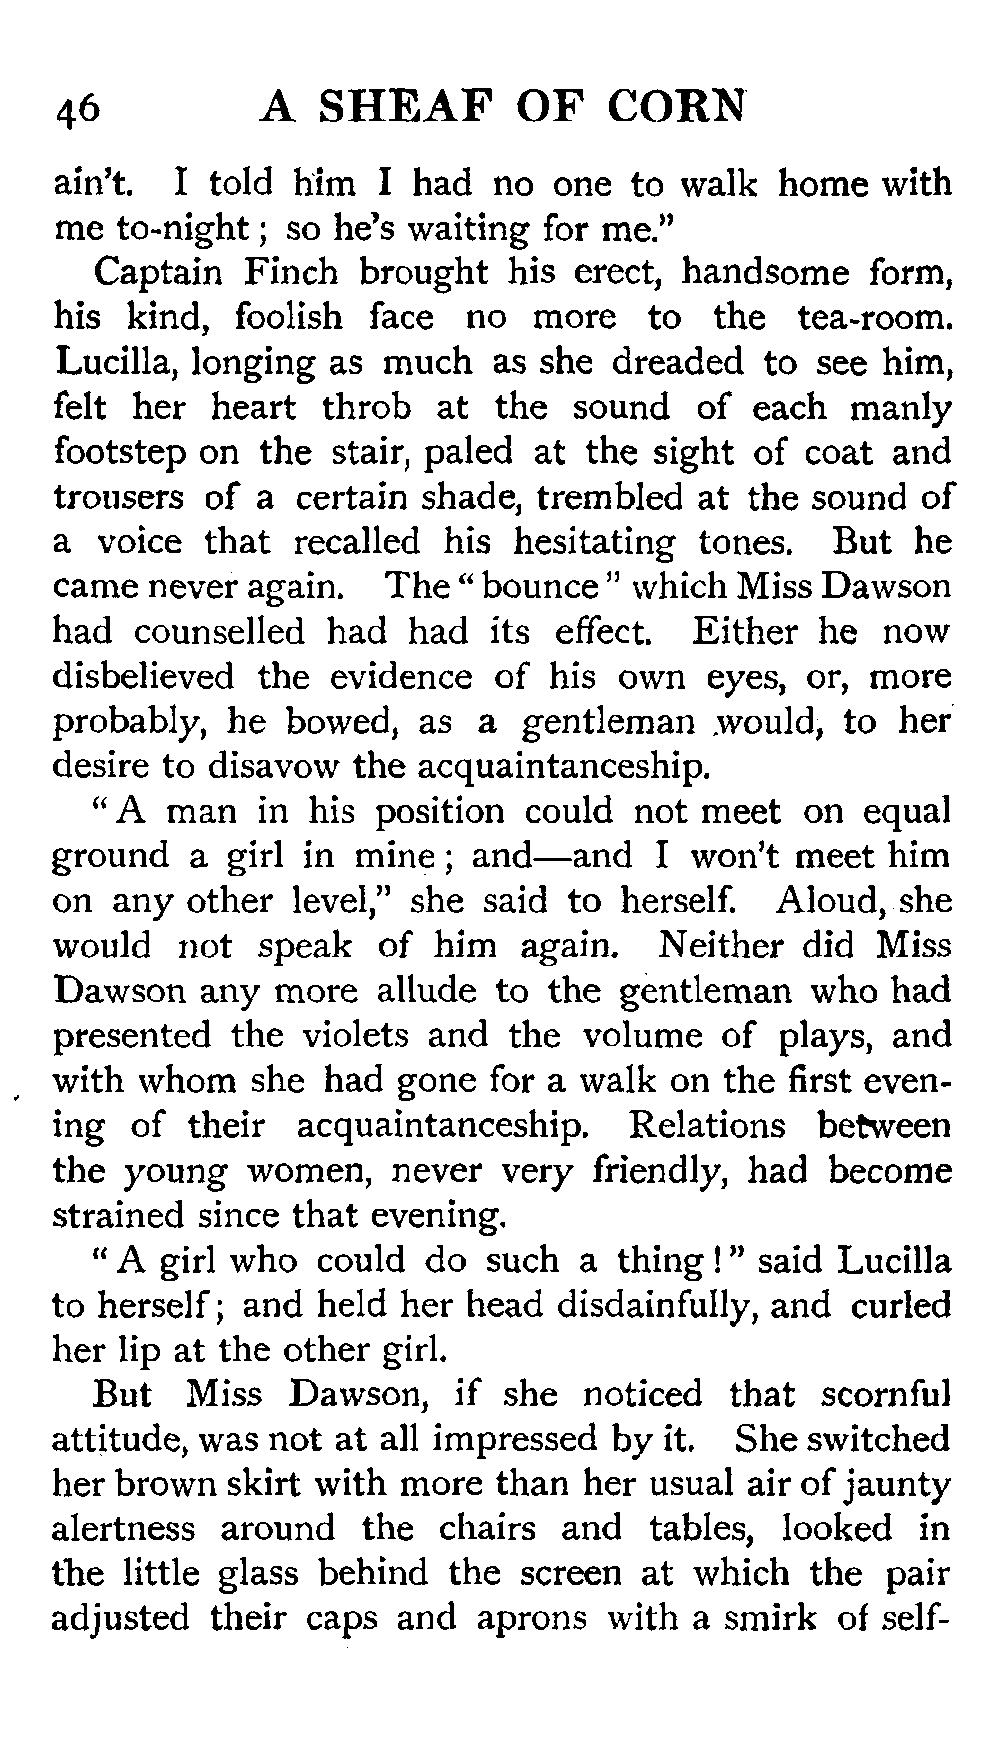 46 A SHEAF OF CORN
ain't. I told him I had no one to walk home with
me to-night; so he's waiting for me."
Captain Finch brought his erect, handsome form,
his kind, foolish face no more to the tea-room.
Lucilla, longing as much as she dreaded to see him,
felt her heart throb at the sound of each manly
footstep on the stair, paled at the sight of coat and
trousers of a certain shade, trembled at the sound of
a voice that recalled his hesitating tones. But he
came never again. The "bounce" which Miss Dawson
had counselled had had its effect. Either he now
disbelieved the evidence of his own eyes, or, more
probably, he bowed, as a gentleman would, to her
desire to disavow the acquaintanceship.
"A man in his position could not meet on equal
ground a girl in mine; and—and I won't meet him
on any other level," she said to herself. Aloud, she
would not speak of him again. Neither did Miss
Dawson any more allude to the gentleman who had
presented the violets and the volume of plays, and
with whom she had gone for a walk on the first even-
ing of their acquaintanceship. Relations between
the young women, never very friendly, had become
strained since that evening.
"A girl who could do such a thing!" said Lucilla
to herself; and held her head disdainfully, and curled
her lip at the other girl.
But Miss Dawson, if she noticed that scornful
attitude, was not at all impressed by it. She switched
her brown skirt with more than her usual air of jaunty
alertness around the chairs and tables, looked in
the little glass behind the screen at which the pair
adjusted their caps and aprons with a smirk of self-